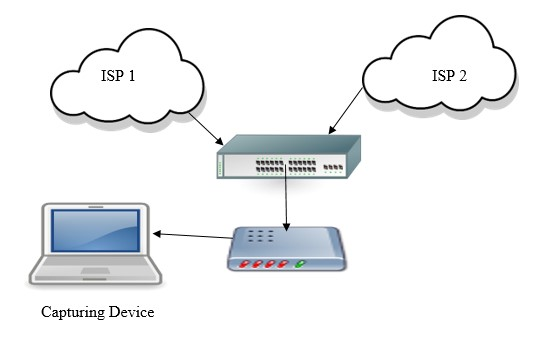 ISP 1
ISP 2
Capturing Device